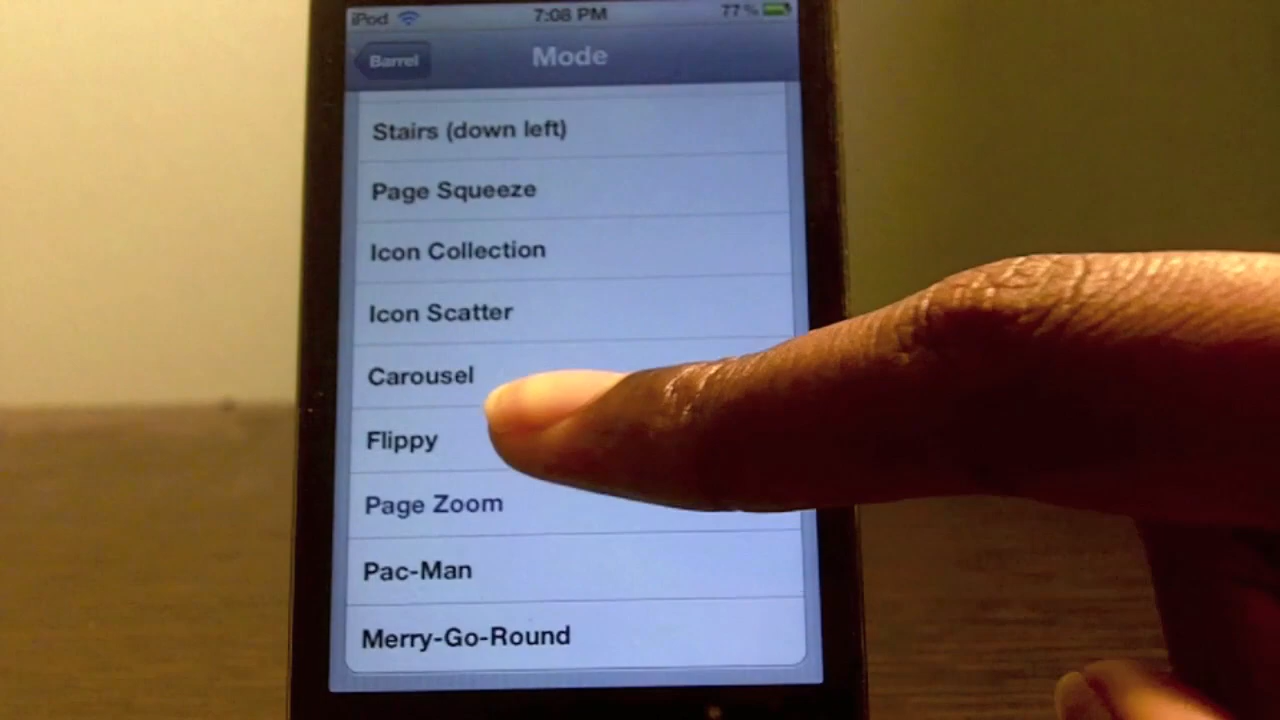 iPod 7:08 PM 77%
Barrel Mode
Stairs (down left)
Page Squeeze
Icon Collection
Icon Scatter
Carousel
Flippy
Page Zoom
Pac-Man
Merry-Go-Round